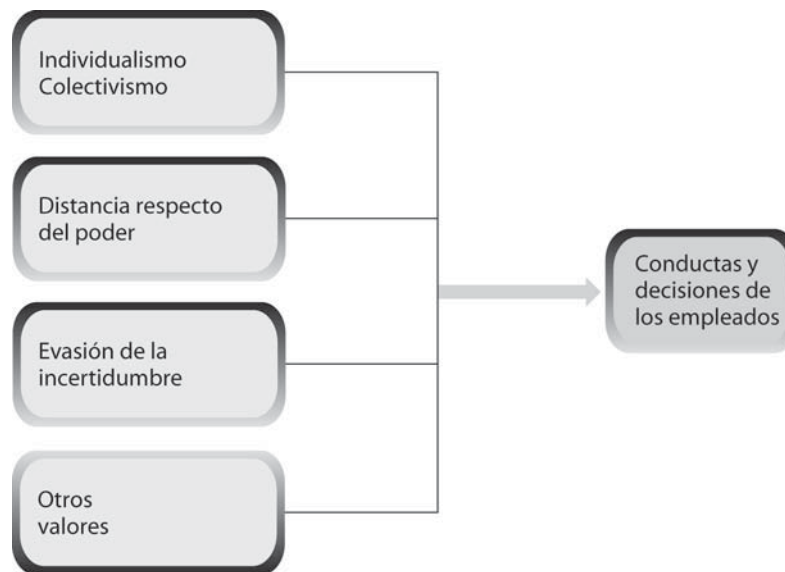 Individualismo
Colectivismo
Distancia respecto
del poder
Evasión de la
incertidumbre
Otros
valores
Conductas y
decisiones de
los empleados